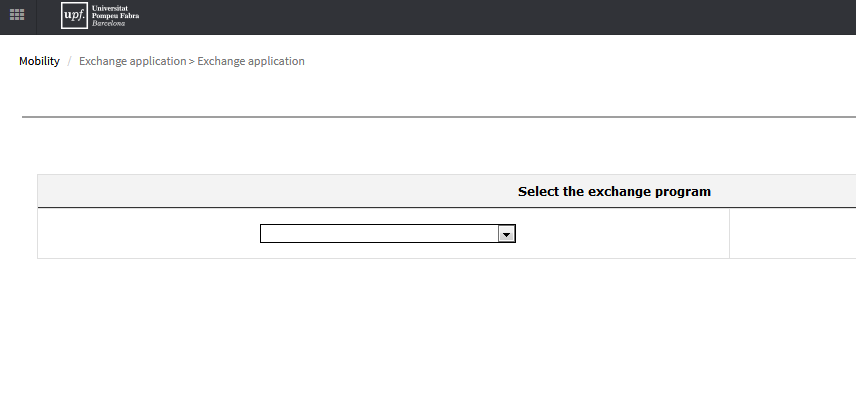 upf.
Universitat
Pompeu Fabra
Barcelona
Mobility / Exchange application > Exchange application
Select the exchange program